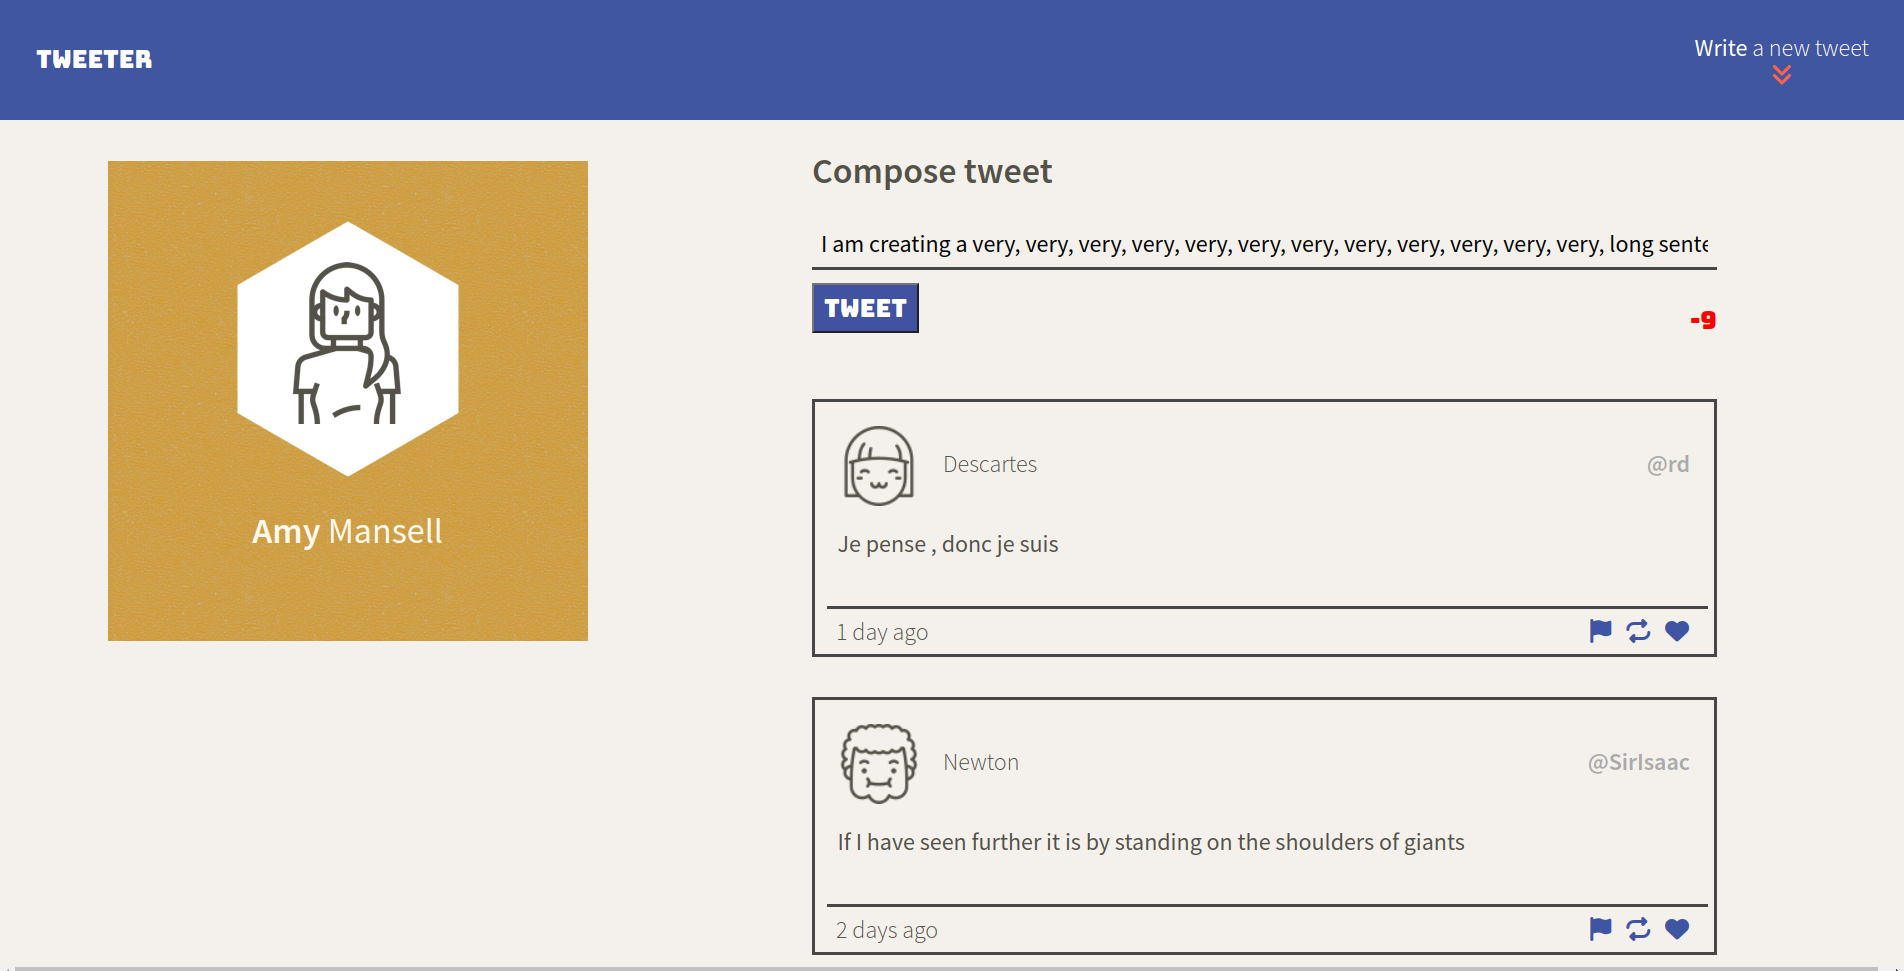 TWEETER
Write a new tweet
Amy Mansell
Compose tweet
I am creating a very, very, very, very, very, very, very, very, very, very, very, very, long sente
TWEET
-9
Descartes
@rd
Je pense , donc je suis
1 day ago
Newton
@SirIsaac
If I have seen further it is by standing on the shoulders of giants
2 days ago